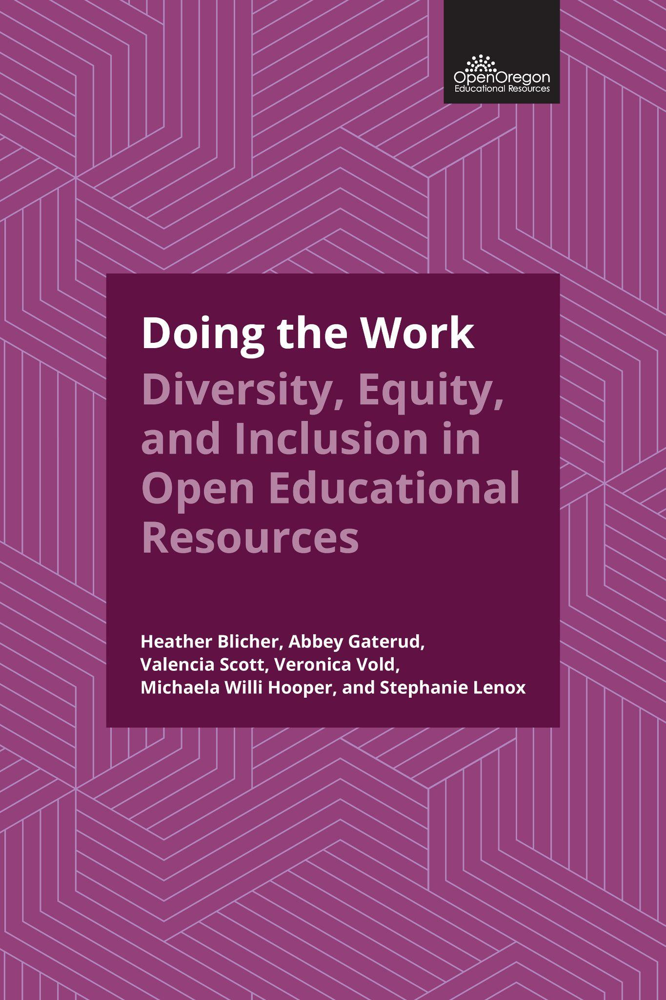 OpenOregon
Educational Resources
Doing the Work
Diversity, Equity,
and Inclusion in
Open Educational
Resources
Heather Blicher, Abbey Gaterud,
Valencia Scott, Veronica Vold,
Michaela Willi Hooper, and Stephanie Lenox